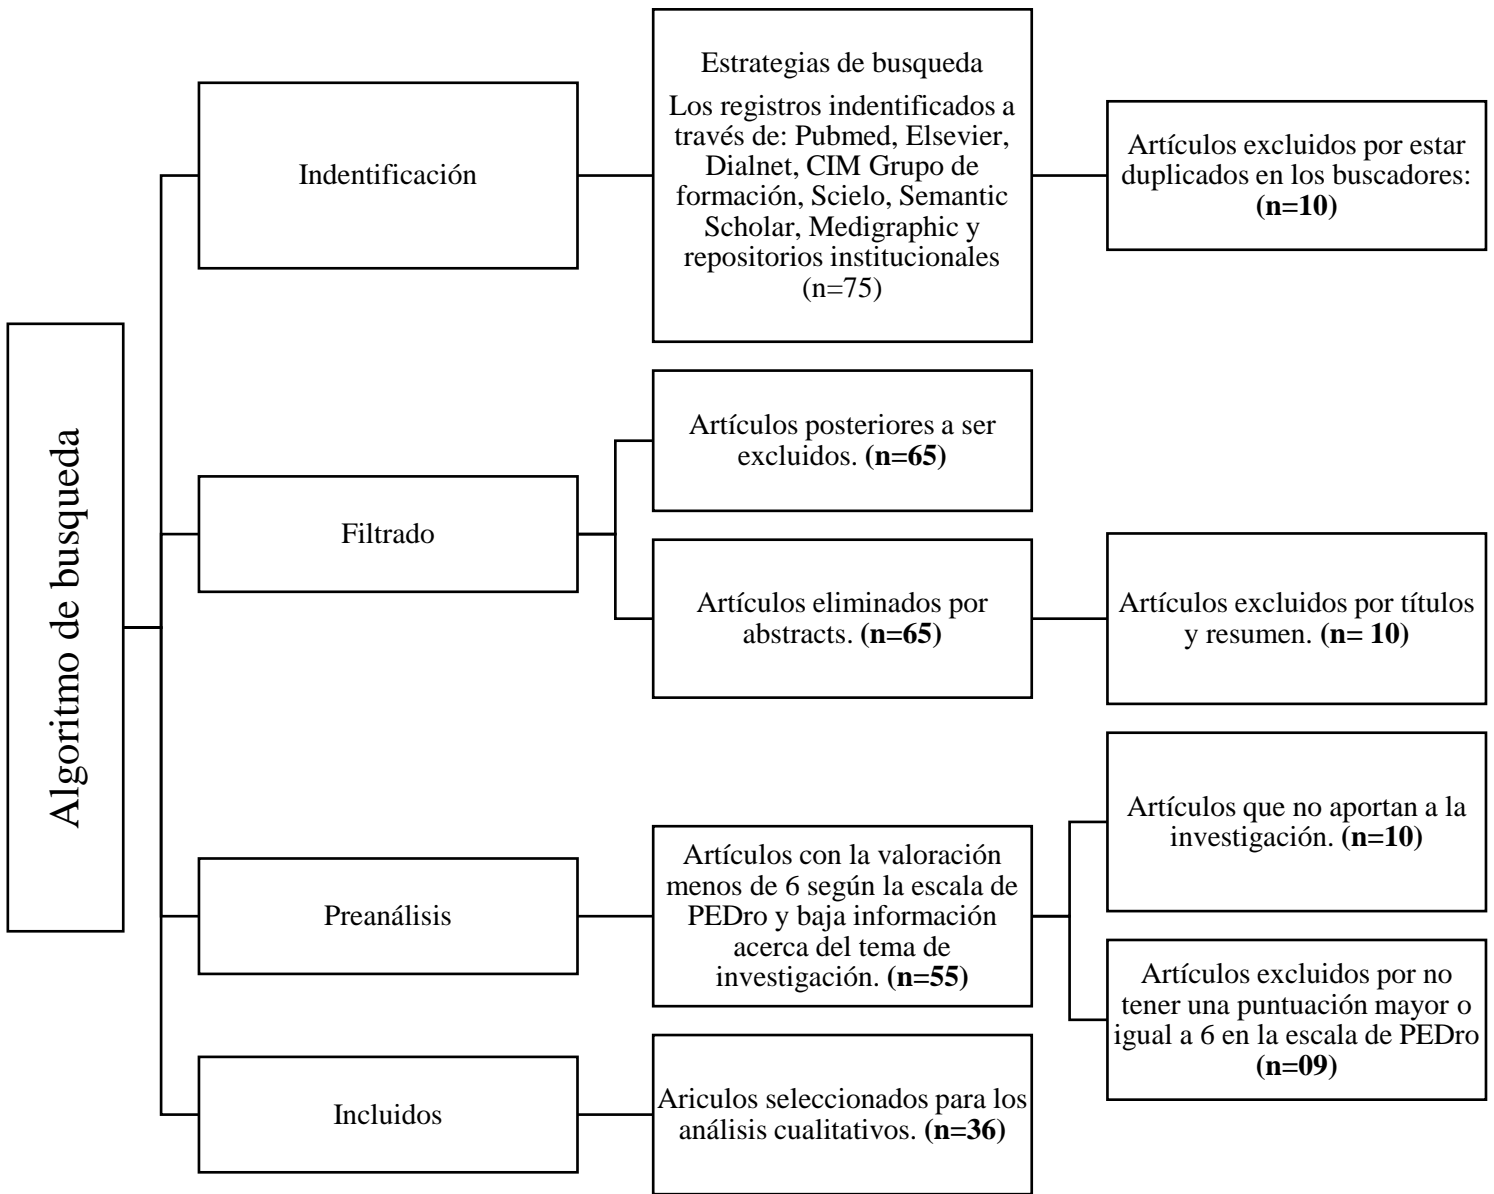 Algoritmo de busqueda
Indentificación
Estrategias de busqueda
Los registros indentificados a
través de: Pubmed, Elsevier,
Dialnet, CIM Grupo de
formación, Scielo, Semantic
Scholar, Medigraphic y
repositorios institucionales
(n=75)
Artículos excluidos por estar
duplicados en los buscadores:
(n=10)
Filtrado
Artículos posteriores a ser
excluidos. (n=65)
Artículos eliminados por
abstracts. (n=65)
Artículos excluidos por títulos
y resumen. (n= 10)
Preanálisis
Artículos con la valoración
menos de 6 según la escala de
PEDro y baja información
acerca del tema de
investigación. (n=55)
Artículos que no aportan a la
investigación. (n=10)
Artículos excluidos por no
tener una puntuación mayor o
igual a 6 en la escala de PEDro
(n=09)
Incluidos
Ariculos seleccionados para los
análisis cualitativos. (n=36)